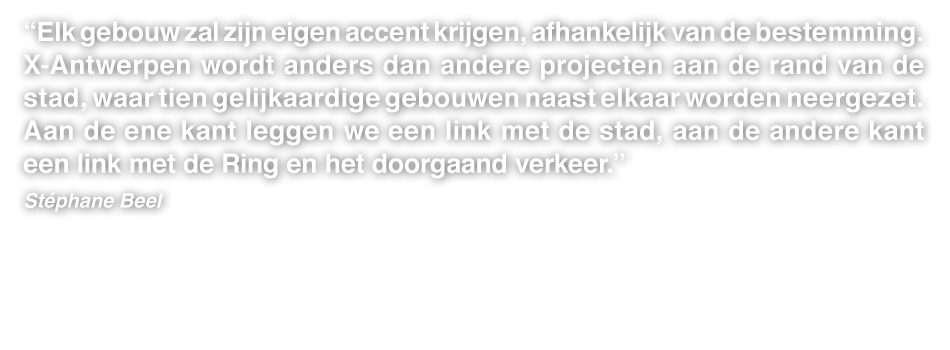 “Elk gebouw zal zijn eigen accent krijgen, afhankelijk van de bestemming.
X-Antwerpen wordt anders dan andere projecten aan de rand van de
stad, waar tien gelijkaardige gebouwen naast elkaar worden neergezet.
Aan de ene kant leggen we een link met de stad, aan de andere kant
een link met de Ring en het doorgaand verkeer.”
Stéphane Beel